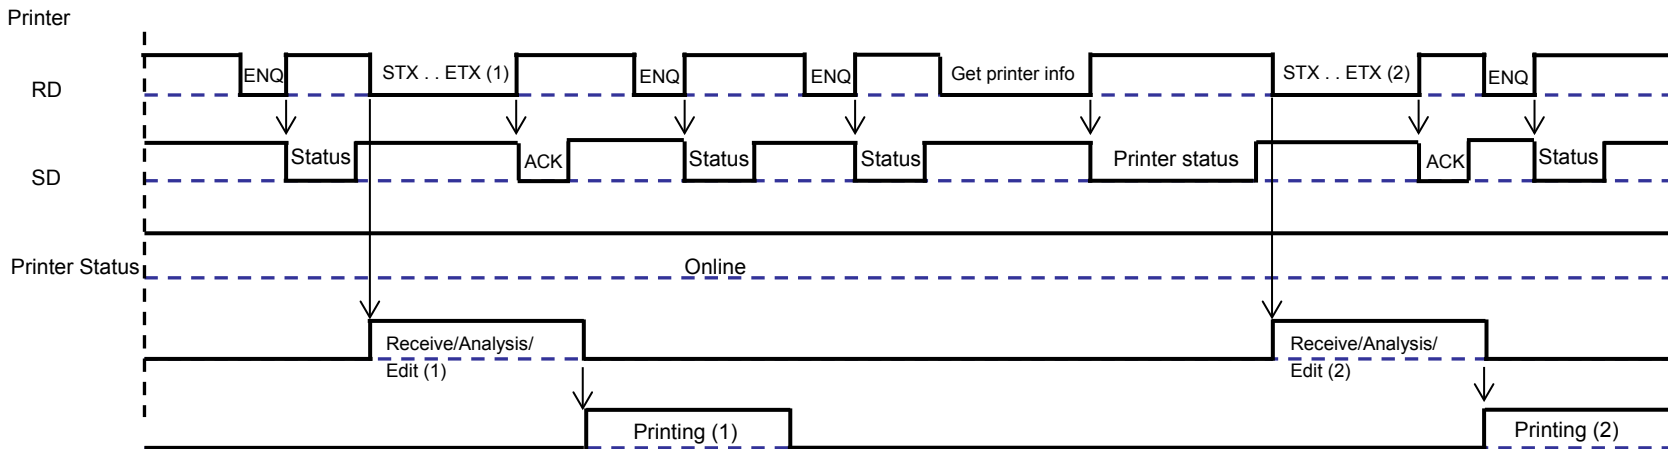 Printer
RD
ENQ
STX . . ETX (1)
ENQ
ENQ
Get printer info
STX . . ETX (2)
ENQ
SD
Status
ACK
Status
Status
Printer status
ACK
Status
Printer Status
Online
Receive/Analysis/
Edit (1)
Receive/Analysis/
Edit (2)
Printing (1)
Printing (2)